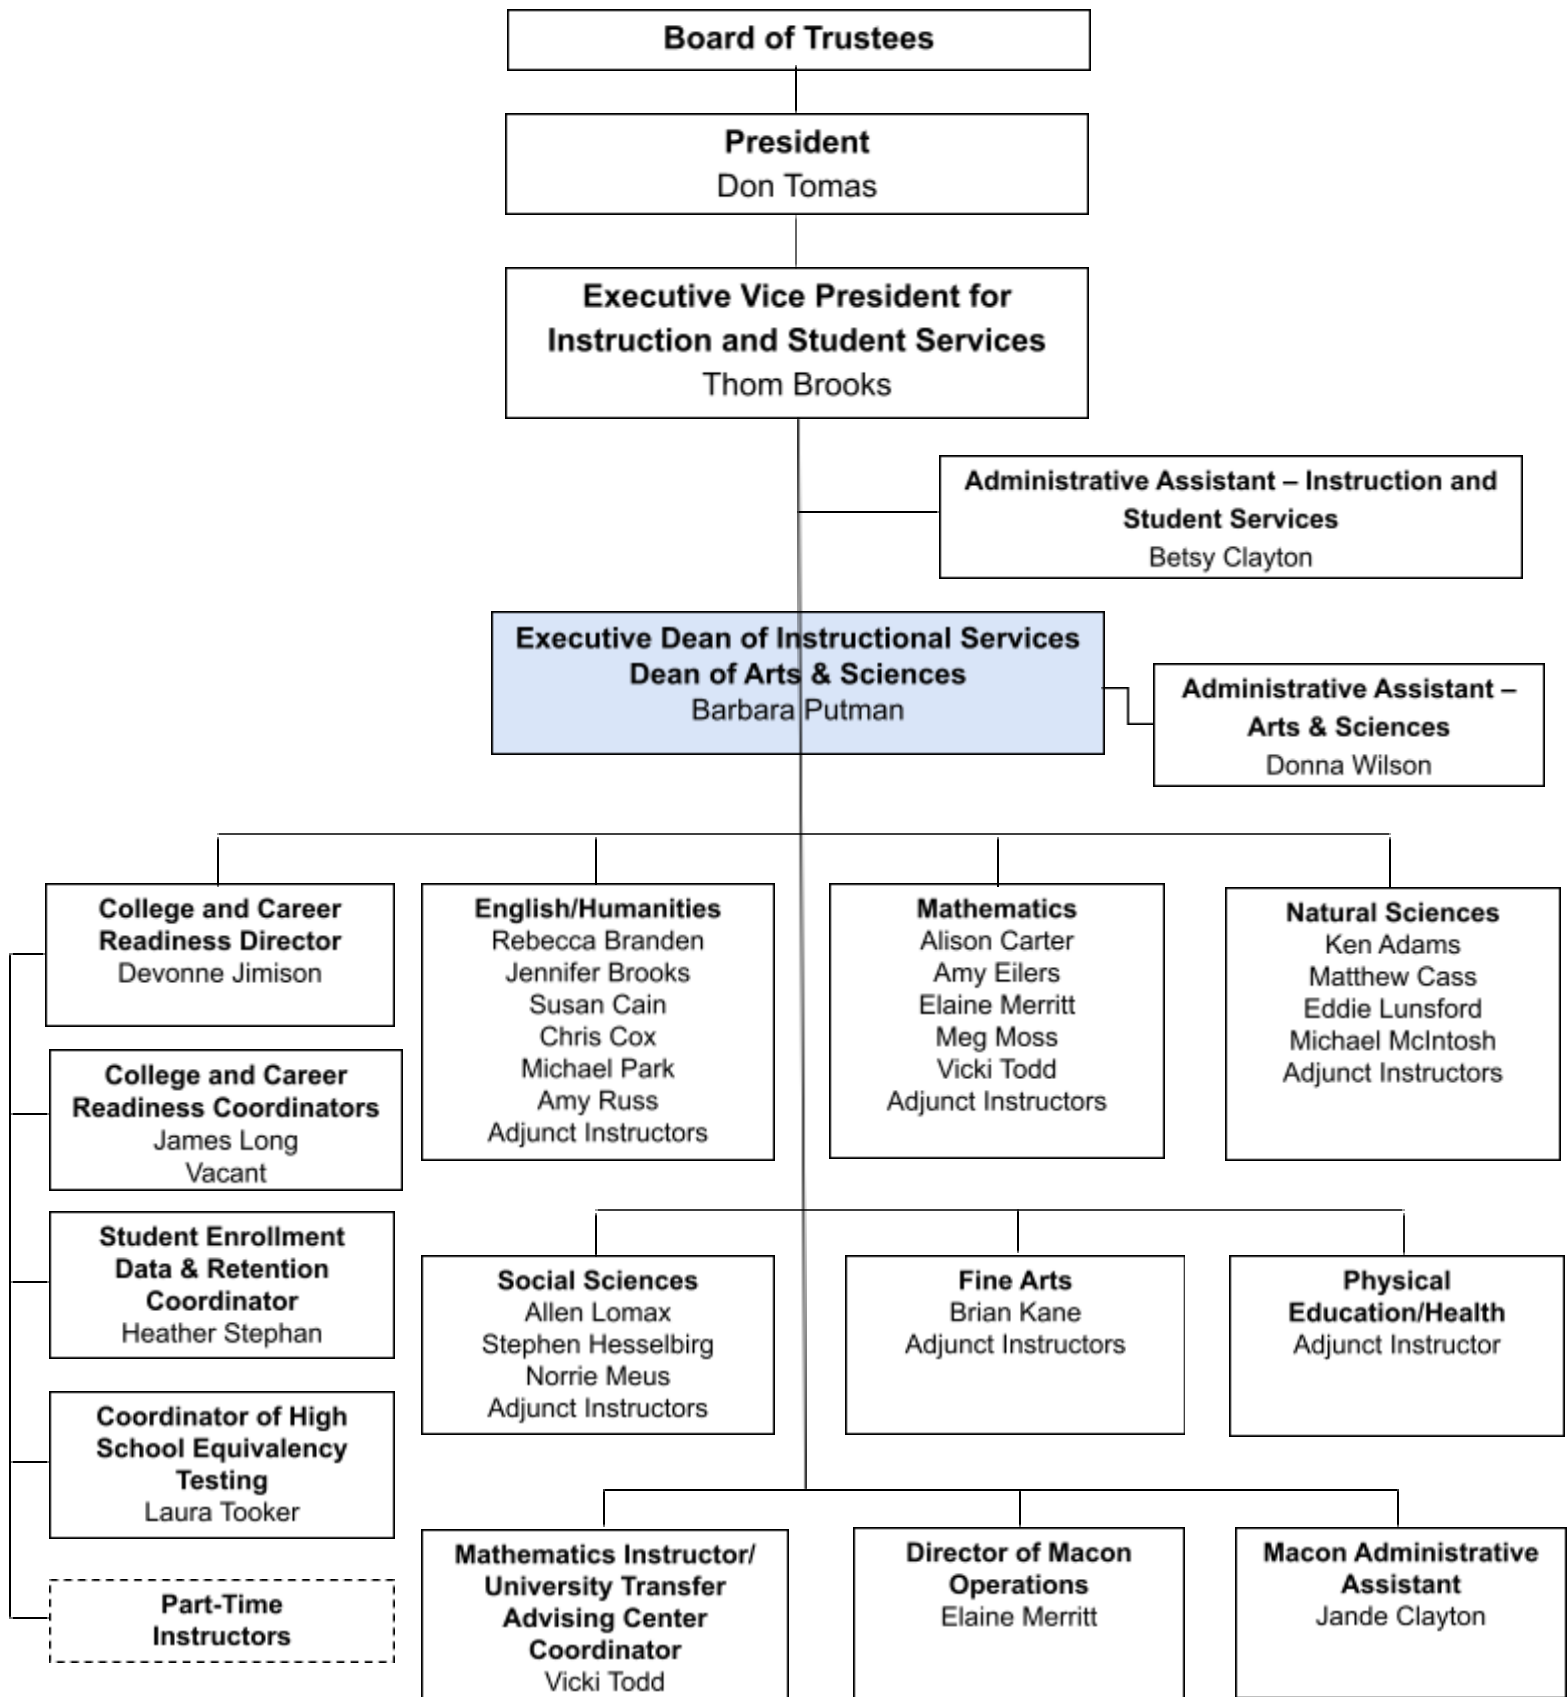 Board of Trustees
President
Don Tomas
Executive Vice President for
Instruction and Student Services
Thom Brooks
Administrative Assistant – Instruction and
Student Services
Betsy Clayton
Executive Dean of Instructional Services
Dean of Arts & Sciences
Barbara Putman
Administrative Assistant –
Arts & Sciences
Donna Wilson
College and Career
Readiness Director
Devonne Jimison
English/Humanities
Rebecca Branden
Jennifer Brooks
Susan Cain
Chris Cox
Michael Park
Amy Russ
Adjunct Instructors
Mathematics
Alison Carter
Amy Eilers
Elaine Merritt
Meg Moss
Vicki Todd
Adjunct Instructors
Natural Sciences
Ken Adams
Matthew Cass
Eddie Lunsford
Michael McIntosh
Adjunct Instructors
College and Career
Readiness Coordinators
James Long
Vacant
Student Enrollment
Data & Retention
Coordinator
Heather Stephan
Social Sciences
Allen Lomax
Stephen Hesselbirg
Norrie Meus
Adjunct Instructors
Fine Arts
Brian Kane
Adjunct Instructors
Physical
Education/Health
Adjunct Instructor
Coordinator of High
School Equivalency
Testing
Laura Tooker
Part-Time
Instructors
Mathematics Instructor/
University Transfer
Advising Center
Coordinator
Vicki Todd
Director of Macon
Operations
Elaine Merritt
Macon Administrative
Assistant
Jande Clayton